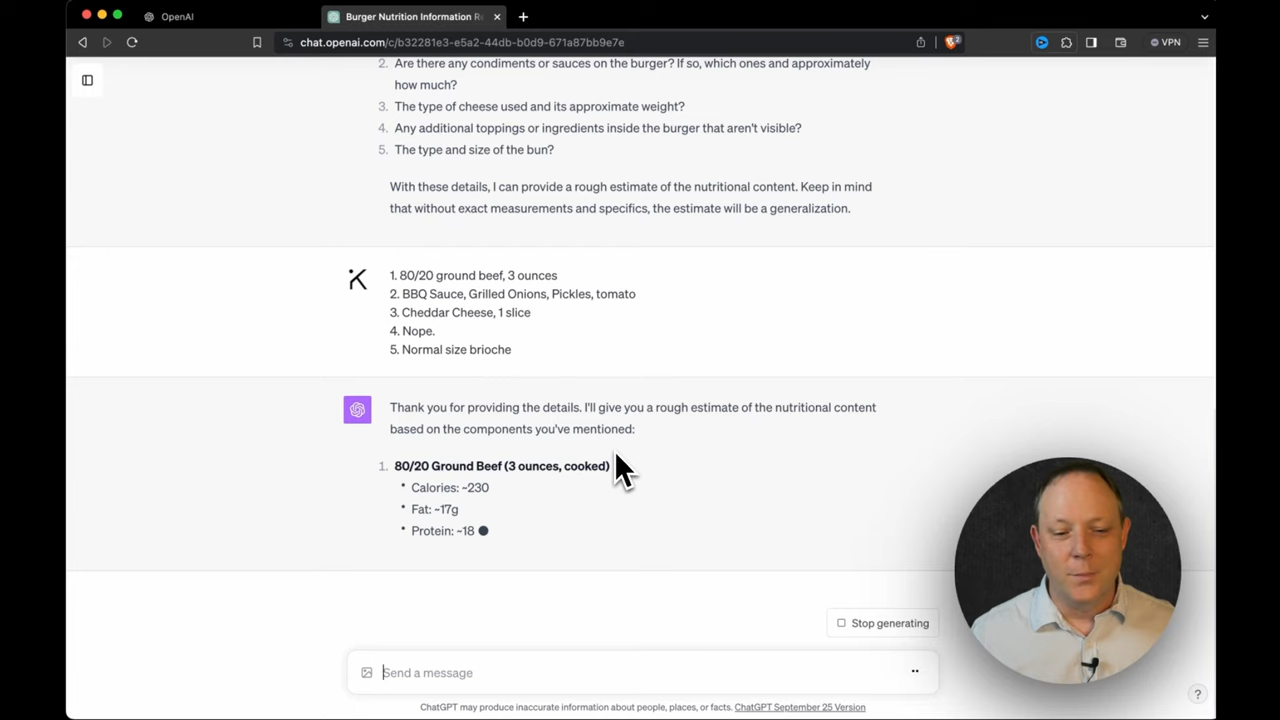 OpenAI
Burger Nutrition Information Re
chat.openai.com/c/b32281e3-e5a2-44db-b0d9-671a87bb9e7e
2
VPN
2. Are there any condiments or sauces on the burger? If so, which ones and approximately
how much?
3. The type of cheese used and its approximate weight?
4. Any additional toppings or ingredients inside the burger that aren't visible?
5. The type and size of the bun?
With these details, I can provide a rough estimate of the nutritional content. Keep in mind
that without exact measurements and specifics, the estimate will be a generalization.
1. 80/20 ground beef, 3 ounces
2. BBQ Sauce, Grilled Onions, Pickles, tomato
3. Cheddar Cheese, 1 slice
4. Nope.
5. Normal size brioche
Thank you for providing the details. I'll give you a rough estimate of the nutritional content
based on the components you've mentioned:
1. 80/20 Ground Beef (3 ounces, cooked)
• Calories: ~230
• Fat: ~17g
• Protein: ~18
Stop generating
Send a message
ChatGPT may produce inaccurate information about people, places, or facts. ChatGPT September 25 Version
?